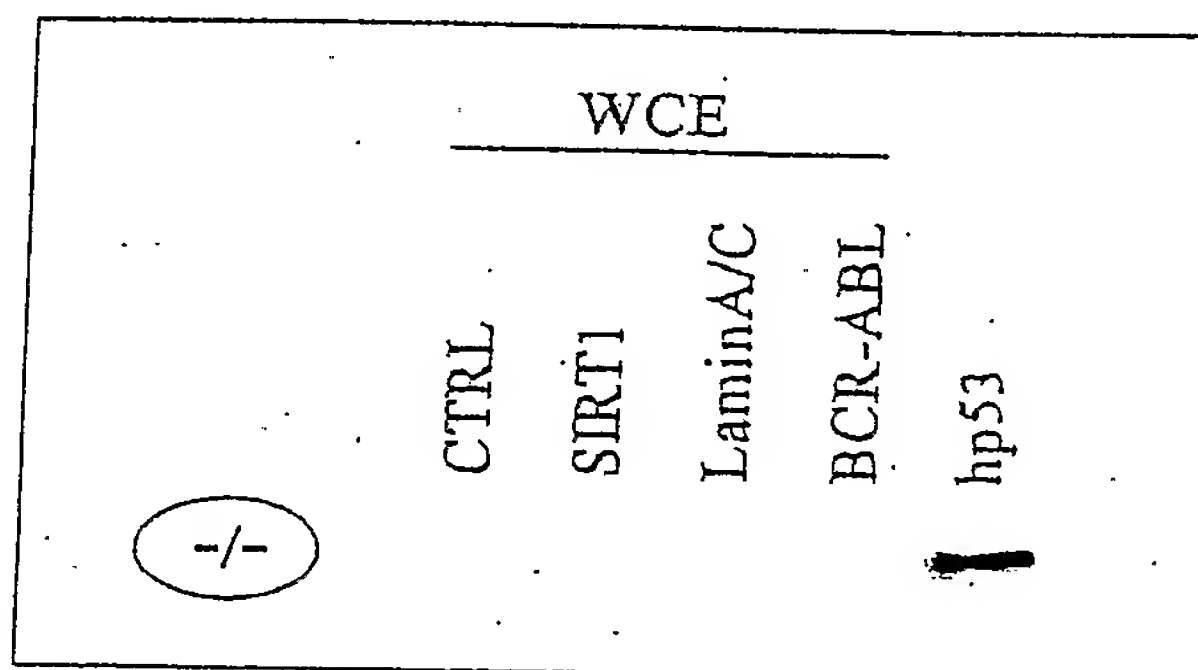 WCE
CTRL
SIRT1
LaminA/C
BCR-ABL
hp53
-/-